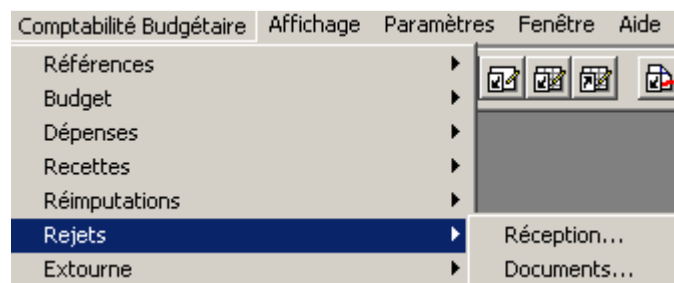 Comptabilité Budgétaire Affichage Paramètres Fenêtre Aide
Références
Budget
Dépenses
Recettes
Réimputations
Rejets Réception...
Extourne Documents...